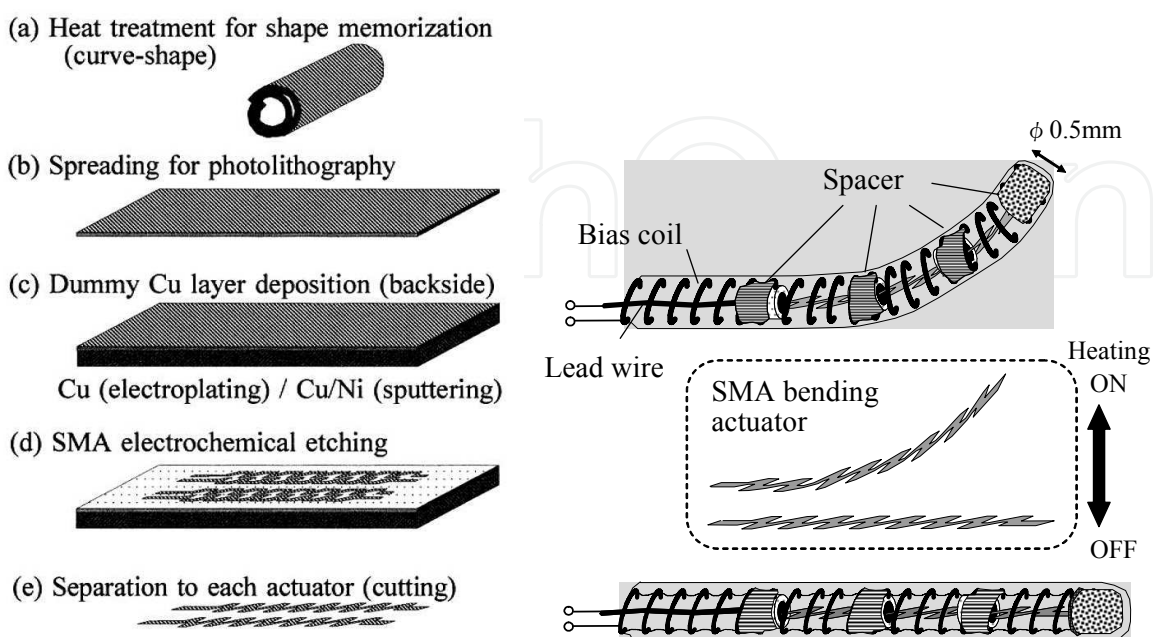 (a) Heat treatment for shape memorization
(curve-shape)
(b) Spreading for photolithography
(c) Dummy Cu layer deposition (backside)
Cu (electroplating) / Cu/Ni (sputtering)
(d) SMA electrochemical etching
(e) Separation to each actuator (cutting)
ϕ 0.5mm
Spacer
Bias coil
Lead wire
Heating
ON
SMA bending
actuator
OFF